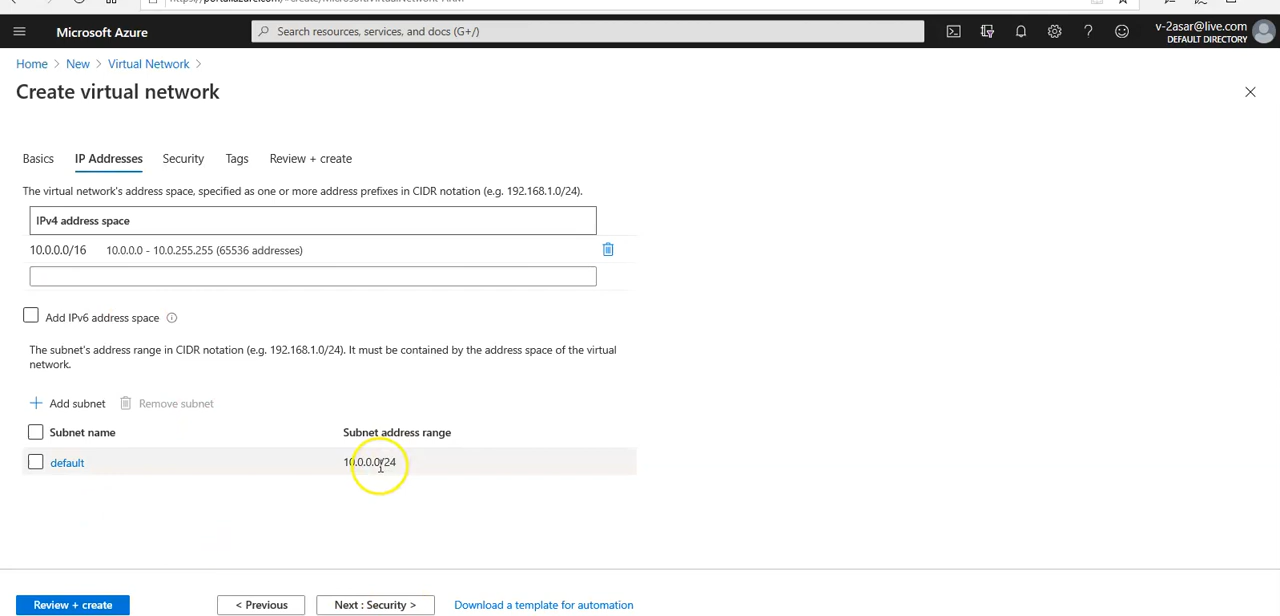 Microsoft Azure
Search resources, services, and docs (G+/)
v-2asar@live.com
DEFAULT DIRECTORY
Home > New > Virtual Network >
Create virtual network
Basics IP Addresses Security Tags Review + create
The virtual network's address space, specified as one or more address prefixes in CIDR notation (e.g. 192.168.1.0/24).
IPv4 address space
10.0.0.0/16 10.0.0.0 - 10.0.255.255 (65536 addresses)
Add IPv6 address space
The subnet's address range in CIDR notation (e.g. 192.168.1.0/24). It must be contained by the address space of the virtual
network.
+ Add subnet Remove subnet
Subnet name Subnet address range
default 10.0.0.0/24
Review + create < Previous Next : Security > Download a template for automation